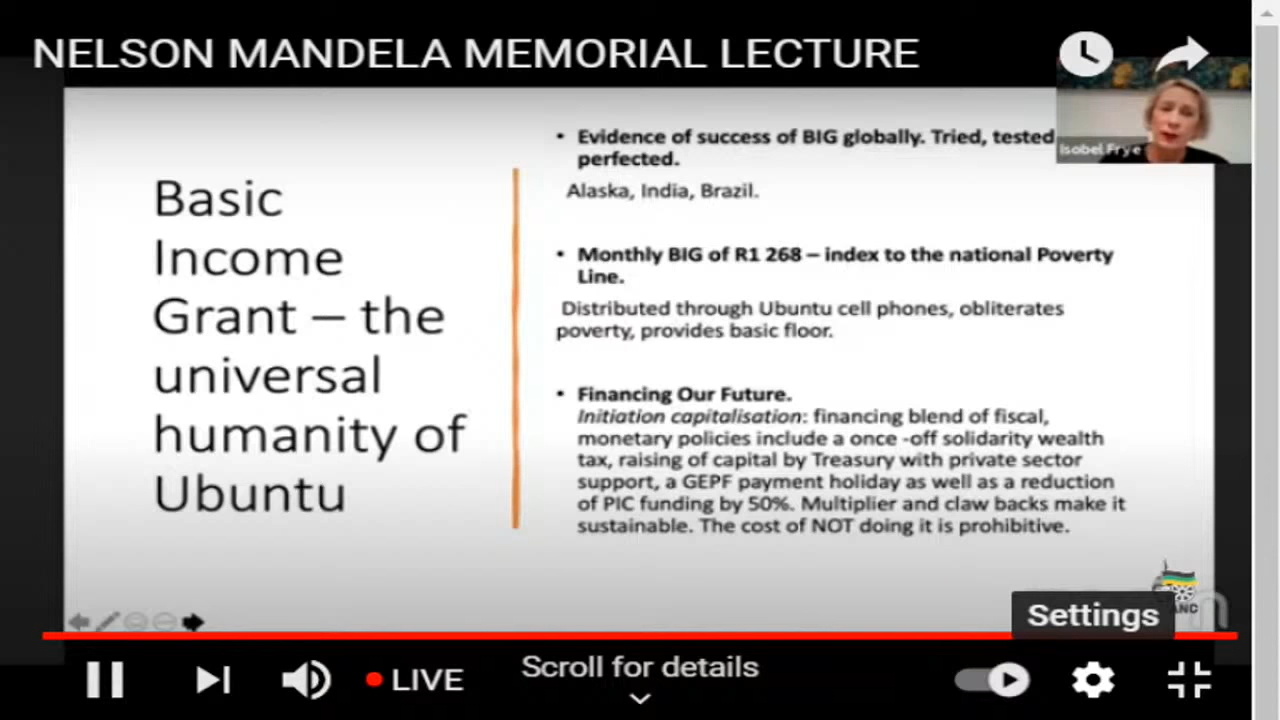 NELSON MANDELA MEMORIAL LECTURE
Isobel Frye
Basic
Income
Grant – the
universal
humanity of
Ubuntu
• Evidence of success of BIG globally. Tried, tested
perfected.
Alaska, India, Brazil.
• Monthly BIG of R1 268 – index to the national Poverty
Line.
Distributed through Ubuntu cell phones, obliterates
poverty, provides basic floor.
• Financing Our Future.
Initiation capitalisation: financing blend of fiscal,
monetary policies include a once -off solidarity wealth
tax, raising of capital by Treasury with private sector
support, a GEPF payment holiday as well as a reduction
of PIC funding by 50%. Multiplier and claw backs make it
sustainable. The cost of NOT doing it is prohibitive.
ANC
Settings
LIVE
Scroll for details